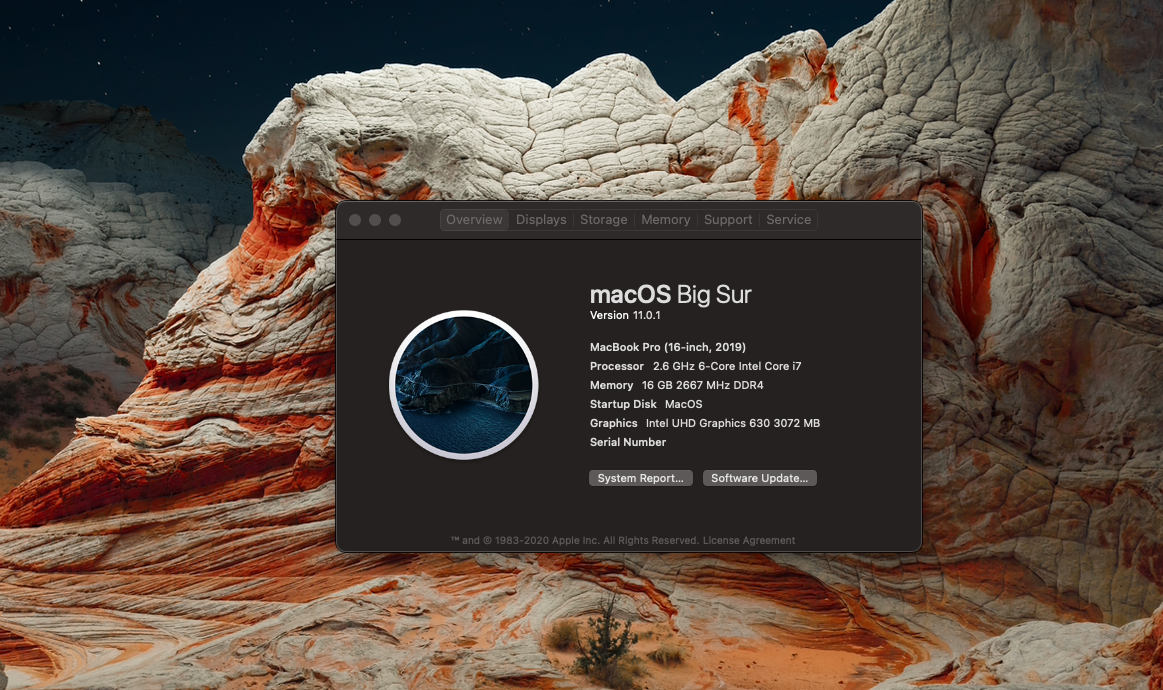 Overview Displays Storage Memory Support Service
macOS Big Sur
Version 11.0.1
MacBook Pro (16-inch, 2019)
Processor 2.6 GHz 6-Core Intel Core i7
Memory 16 GB 2667 MHz DDR4
Startup Disk MacOS
Graphics Intel UHD Graphics 630 3072 MB
Serial Number
System Report... Software Update...
™ and © 1983-2020 Apple Inc. All Rights Reserved. License Agreement